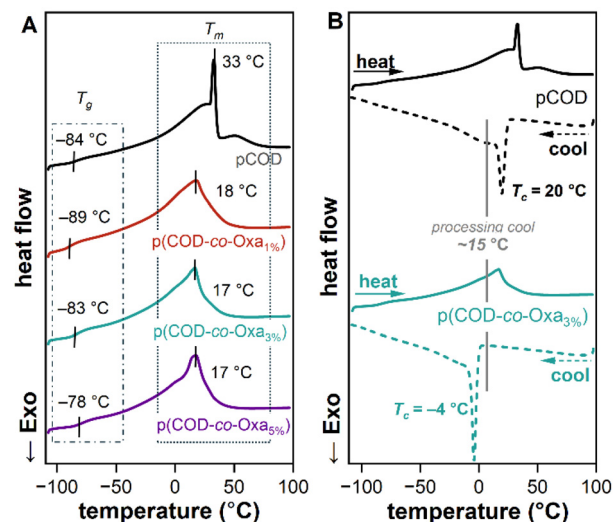 A
Tm
33 °C
Tg
−84 °C
pCOD
−89 °C
18 °C
p(COD-co-Oxa1%)
−83 °C
17 °C
p(COD-co-Oxa3%)
−78 °C
17 °C
p(COD-co-Oxa5%)
heat flow
← Exo
−100 −50 0 50 100
temperature (°C)
B
heat
pCOD
cool
Tc = 20 °C
processing cool
~15 °C
heat
p(COD-co-Oxa3%)
cool
Tc = −4 °C
heat flow
← Exo
−100 −50 0 50 100
temperature (°C)